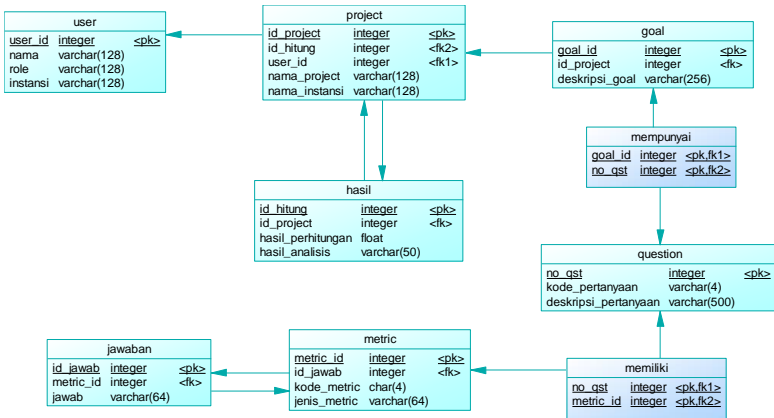 user
user_id integer <pk>
nama varchar(128)
role varchar(128)
instansi varchar(128)
project
id_project integer <pk>
id_hitung integer <fk2>
user_id integer <fk1>
nama_project varchar(128)
nama_instansi varchar(128)
goal
goal_id integer <pk>
id_project integer <fk>
deskripsi_goal varchar(256)
mempunyai
goal_id integer <pk,fk1>
no_qst integer <pk,fk2>
hasil
id_hitung integer <pk>
id_project integer <fk>
hasil_perhitungan float
hasil_analisis varchar(50)
question
no_qst integer <pk>
kode_pertanyaan varchar(4)
deskripsi_pertanyaan varchar(500)
jawaban
id_jawab integer <pk>
metric_id integer <fk>
jawab varchar(64)
metric
metric_id integer <pk>
id_jawab integer <fk>
kode_metric char(4)
jenis_metric varchar(64)
memiliki
no_qst integer <pk,fk1>
metric_id integer <pk,fk2>